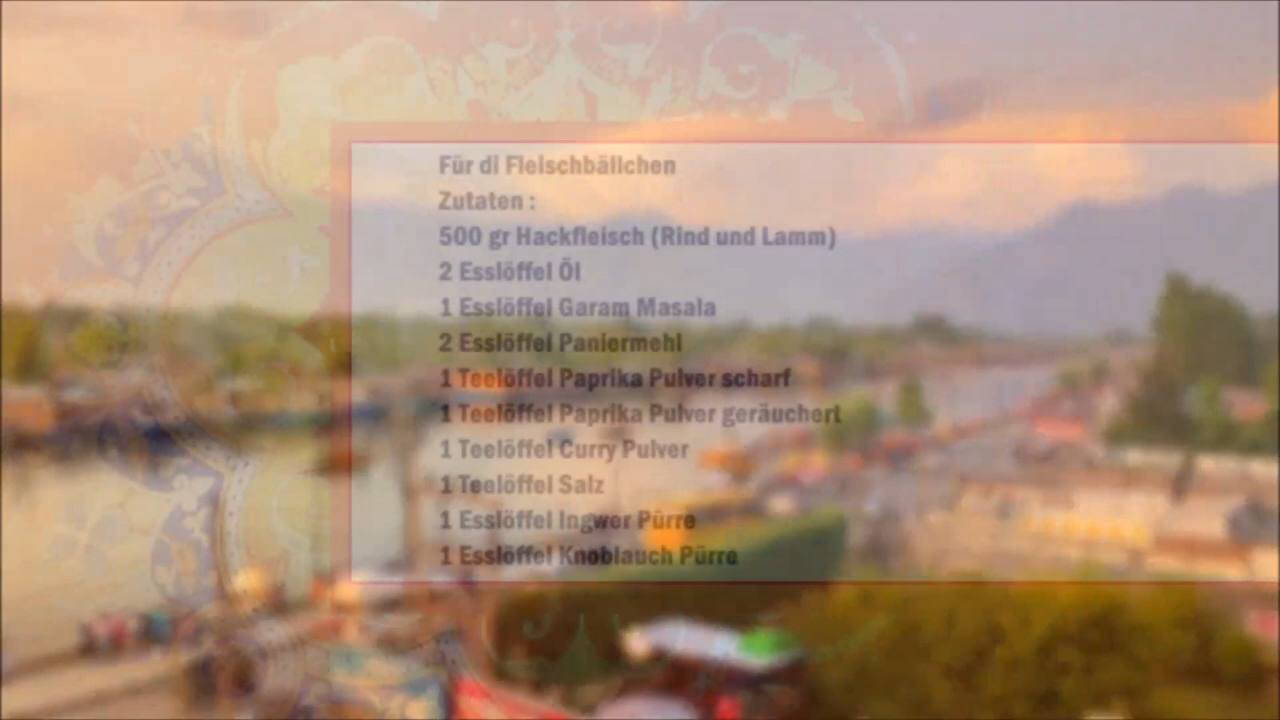 Für di Fleischbällchen
Zutaten :
500 gr Hackfleisch (Rind und Lamm)
2 Esslöffel Öl
1 Esslöffel Garam Masala
2 Esslöffel Paniermehl
1 Teelöffel Paprika Pulver scharf
1 Teelöffel Paprika Pulver geräuchert
1 Teelöffel Curry Pulver
1 Teelöffel Salz
1 Esslöffel Ingwer Pürre
1 Esslöffel Knoblauch Pürre